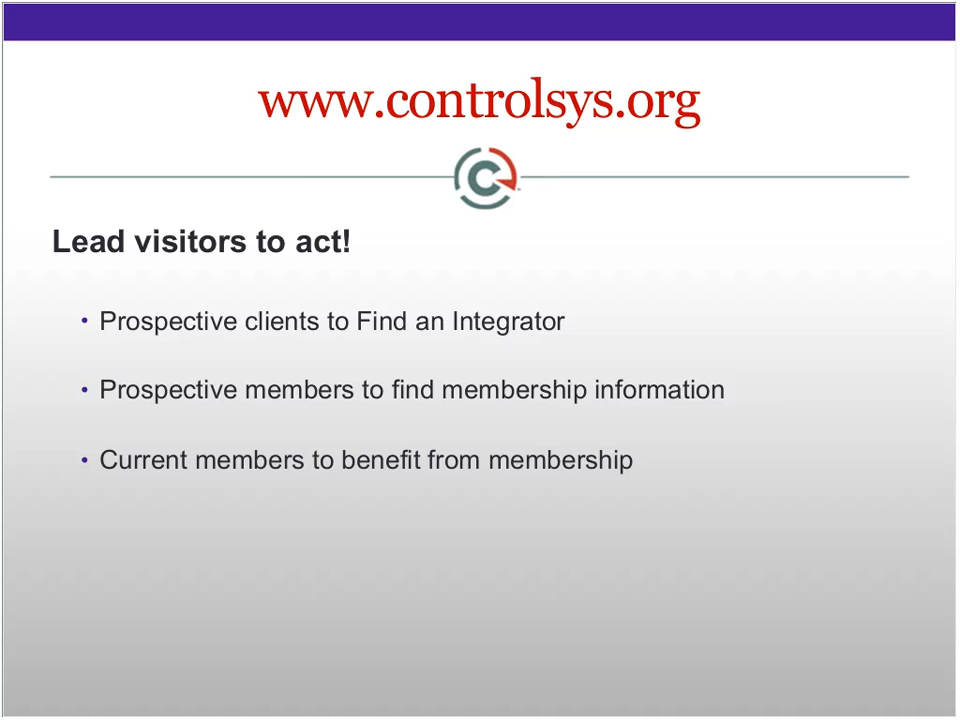 www.controlsys.org
Lead visitors to act!
• Prospective clients to Find an Integrator
• Prospective members to find membership information
• Current members to benefit from membership